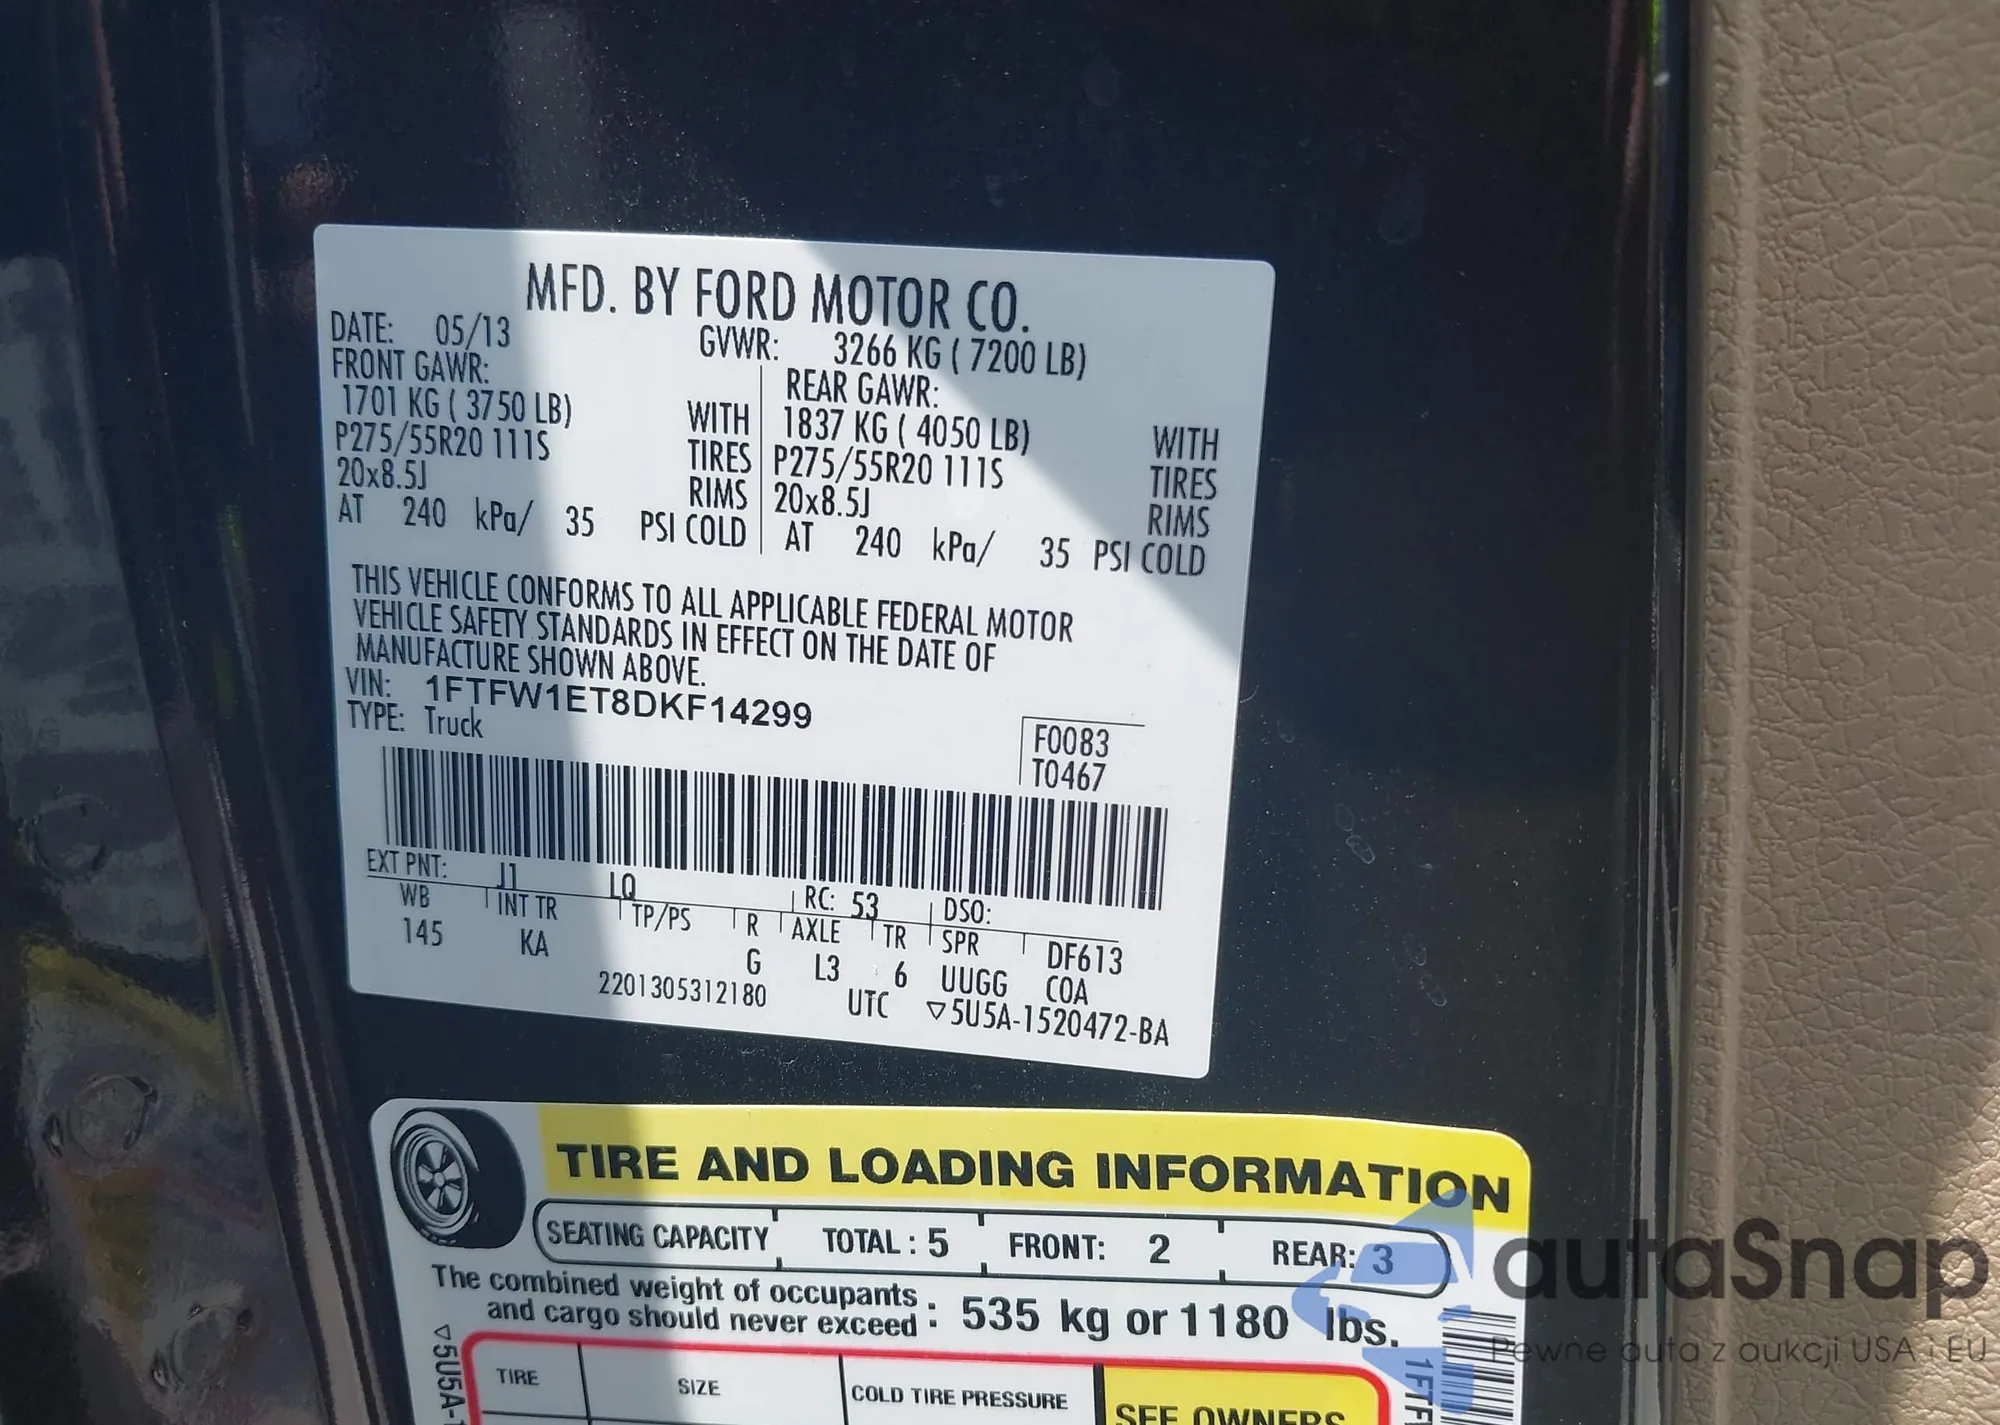 MFD. BY FORD MOTOR CO.
DATE: 05/13 GVWR: 3266 KG ( 7200 LB)
FRONT GAWR: REAR GAWR:
1701 KG ( 3750 LB) WITH 1837 KG ( 4050 LB) WITH
P275/55R20 111S TIRES P275/55R20 111S TIRES
20x8.5J RIMS 20x8.5J RIMS
AT 240 kPa/ 35 PSI COLD AT 240 kPa/ 35 PSI COLD
THIS VEHICLE CONFORMS TO ALL APPLICABLE FEDERAL MOTOR
VEHICLE SAFETY STANDARDS IN EFFECT ON THE DATE OF
MANUFACTURE SHOWN ABOVE.
VIN: 1FTFW1ET8DKF14299
TYPE: Truck
F0083
T0467
EXT PNT: J1 LQ RC: 53 DSO:
WB INT TR TP/PS R AXLE TR SPR DF613
145 KA G L3 6 UUGG COA
2201305312180 UTC ▽5U5A-1520472-BA
TIRE AND LOADING INFORMATION
SEATING CAPACITY TOTAL : 5 FRONT: 2 REAR: 3
The combined weight of occupants
and cargo should never exceed : 535 kg or 1180 lbs.
TIRE SIZE COLD TIRE PRESSURE SEE OWNERS
▽5U5A-
1FTF
autaSnap
Pewne auta z aukcji USA i EU